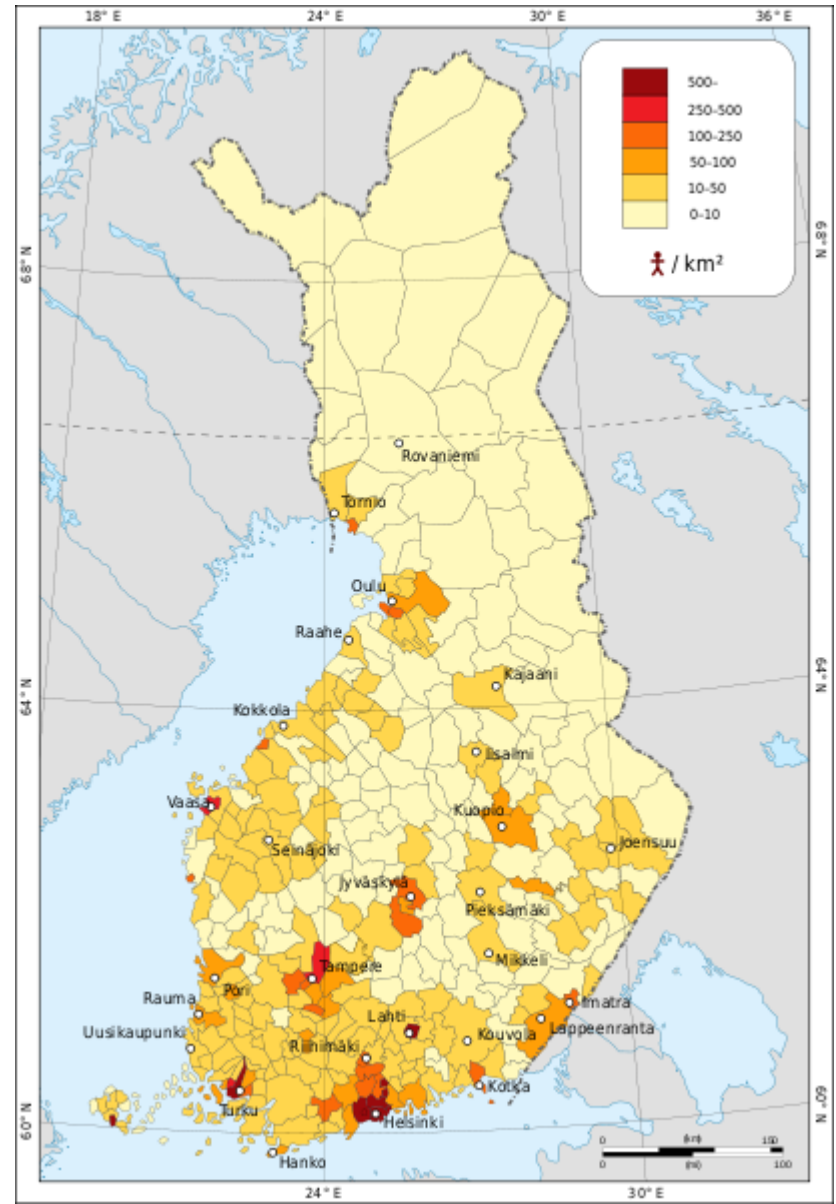 18° E
24° E
30° E
36° E
500-
250-500
100-250
50-100
10-50
0-10
/ km²
68° N
68° N
Rovaniemi
Tornio
Oulu
Raahe
Kajaani
64° N
64° N
Kokkola
Iisalmi
Vaasa
Kuopio
Seinäjoki
Joensuu
Jyväskylä
Pieksämäki
Mikkeli
Tampere
Pori
Rauma
Imatra
Lahti
Lappeenranta
Uusikaupunki
Kouvola
Riihimäki
Kotka
Turku
Helsinki
60° N
60° N
Hanko
0 (km) 150
0 (mi) 100
24° E
30° E